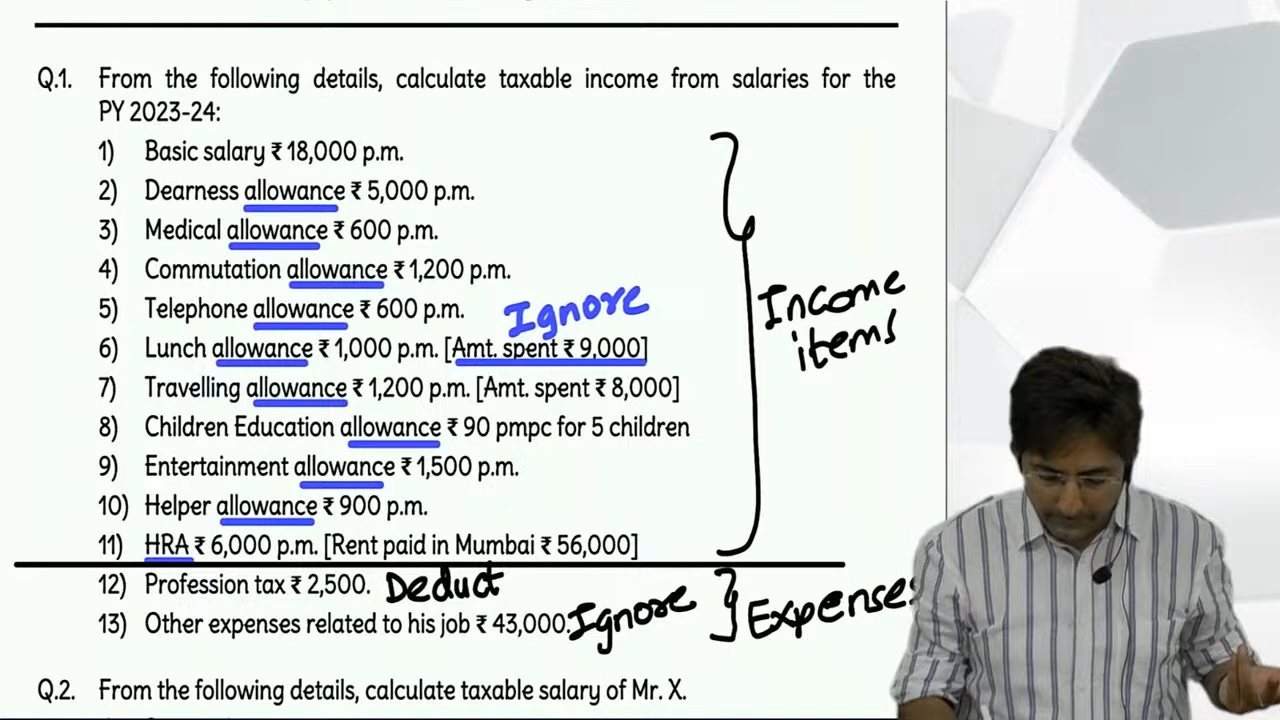 Q.1. From the following details, calculate taxable income from salaries for the
PY 2023-24:
1) Basic salary ₹ 18,000 p.m.
2) Dearness allowance ₹ 5,000 p.m.
3) Medical allowance ₹ 600 p.m.
4) Commutation allowance ₹ 1,200 p.m.
5) Telephone allowance ₹ 600 p.m.
Ignore
6) Lunch allowance ₹ 1,000 p.m. [Amt. spent ₹ 9,000]
7) Travelling allowance ₹ 1,200 p.m. [Amt. spent ₹ 8,000]
8) Children Education allowance ₹ 90 pmpc for 5 children
9) Entertainment allowance ₹ 1,500 p.m.
10) Helper allowance ₹ 900 p.m.
11) HRA ₹ 6,000 p.m. [Rent paid in Mumbai ₹ 56,000]
Income
items
12) Profession tax ₹ 2,500. Deduct
13) Other expenses related to his job ₹ 43,000. Ignore
Expenses
Q.2. From the following details, calculate taxable salary of Mr. X.